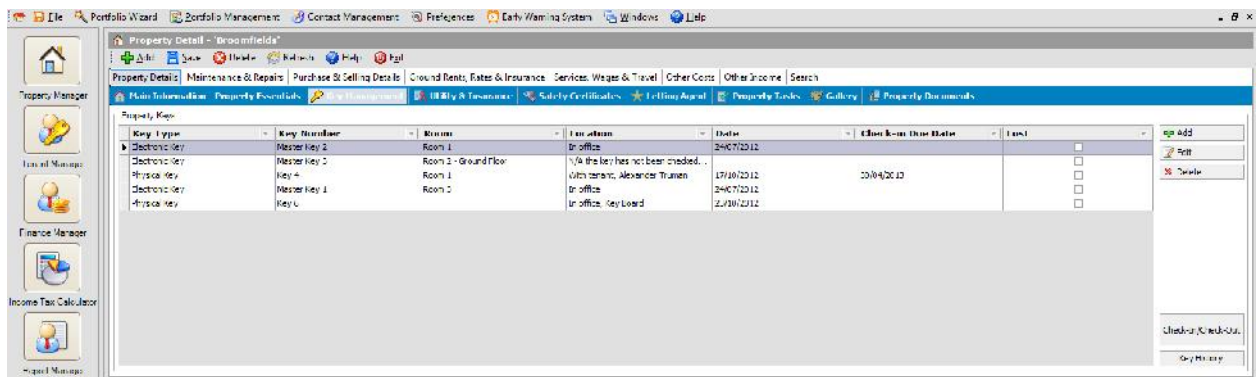 File Portfolio Wizard Portfolio Management Contact Management Preferences Early Warning System Windows Help
Property Detail - "Broomfields"
Add Save Delete Refresh Help Exit
Property Details Maintenance & Repairs Purchase & Selling Details Ground Rents, Rates & Insurance Services, Wages & Travel Other Costs Other Income Search
Main Information Property Essentials Key Management Utility & Insurance Safety Certificates Letting Agent Property Tasks Gallery Property Documents
Property Keys
Key Type Key Number Room Location Date Check-in Due Date Lost
Electronic Key Master Key 2 Room 1 In office 24/07/2012
Electronic Key Master Key 3 Room 2 - Ground Floor N/A the key has not been checked...
Physical Key Key 4 Room 1 With tenant, Alexander Truman 17/10/2012 30/04/2013
Electronic Key Master Key 1 Room 3 In office 24/07/2012
Physical Key Key 6 In office, Key Board
Add
Edit
Delete
Check-in/Check-Out
Key History
Property Manager
Tenant Manager
Finance Manager
Income Tax Calculator
Report Manager